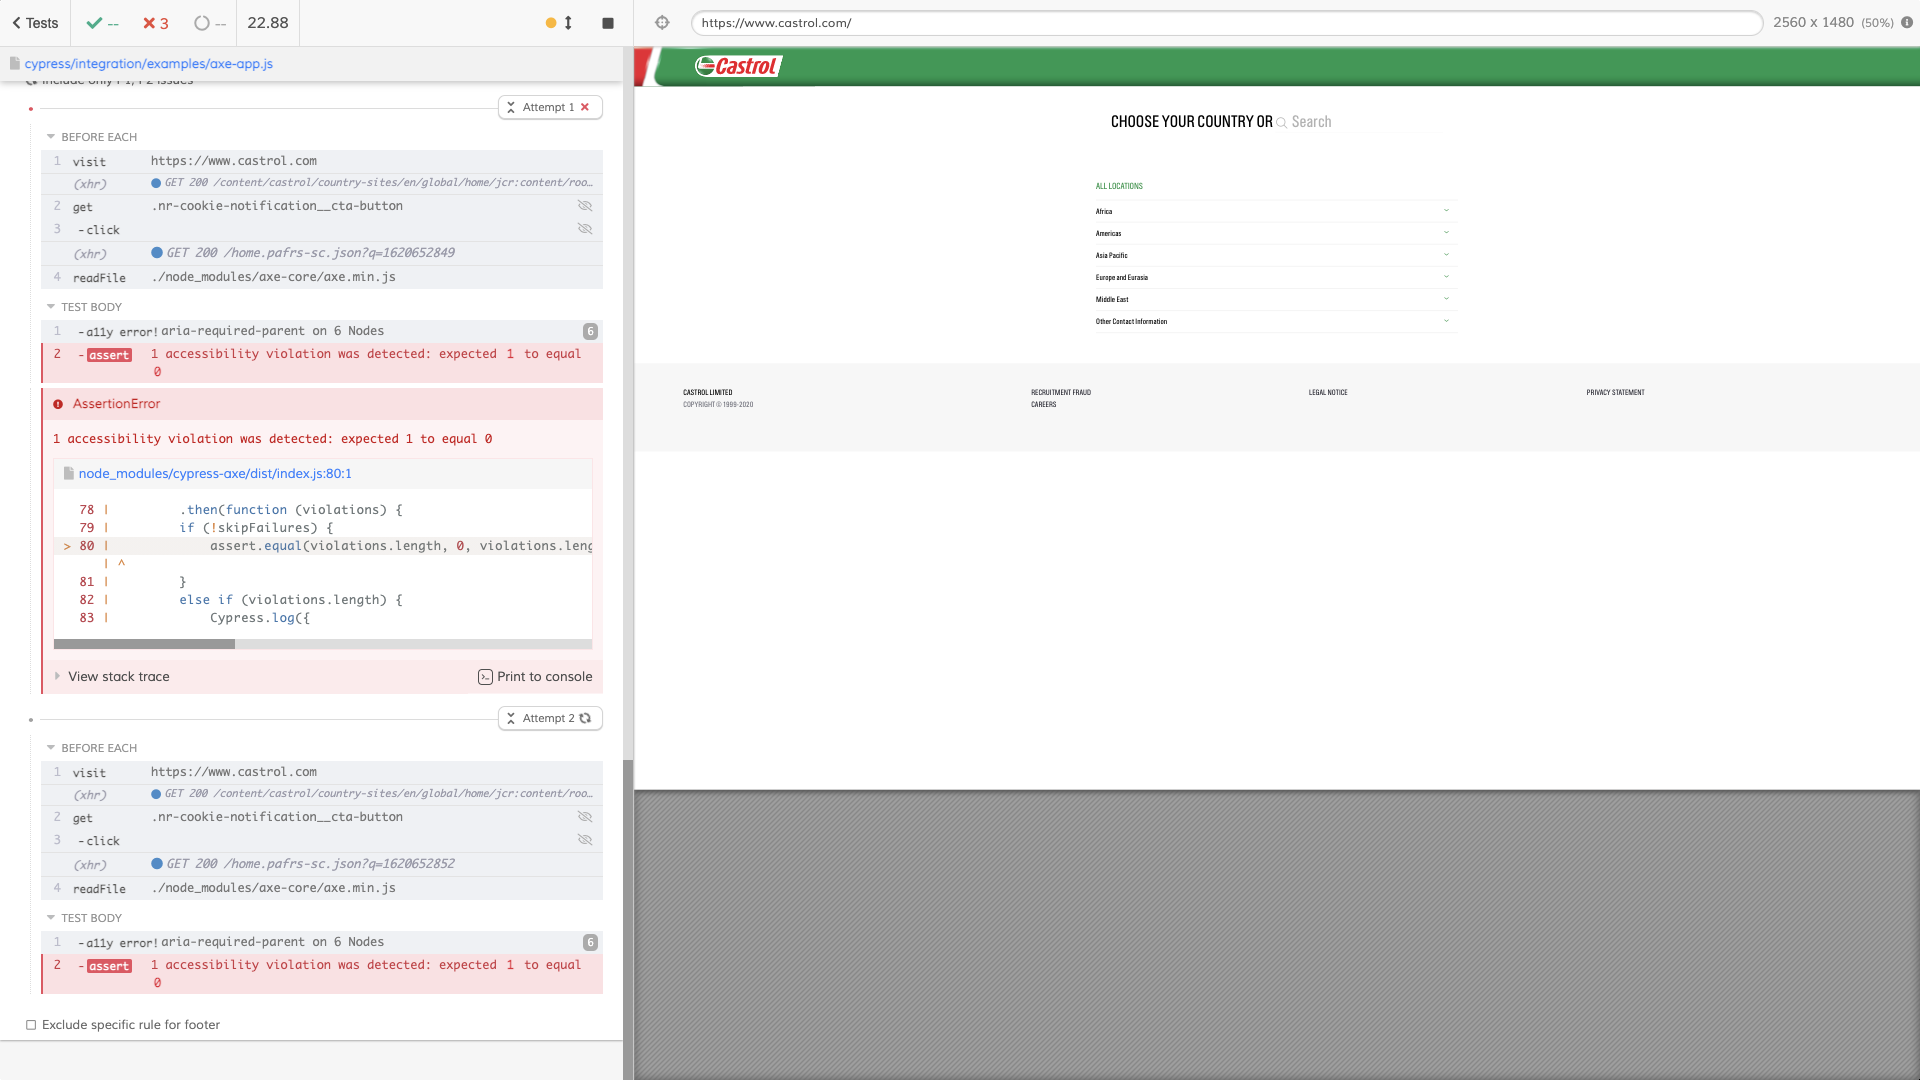 Tests
--
3
--
22.88
https://www.castrol.com/
2560 x 1480 (50%)
cypress/integration/examples/axe-app.js
Include only P1, P2 issues
Attempt 1
BEFORE EACH
1 visit https://www.castrol.com
(xhr) GET 200 /content/castrol/country-sites/en/global/home/jcr:content/roo...
2 get .nr-cookie-notification__cta-button
3 -click
(xhr) GET 200 /home.pafrs-sc.json?q=1620652849
4 readFile ./node_modules/axe-core/axe.min.js
TEST BODY
1 -a11y error! aria-required-parent on 6 Nodes 6
2 -assert 1 accessibility violation was detected: expected 1 to equal
0
AssertionError
1 accessibility violation was detected: expected 1 to equal 0
node_modules/cypress-axe/dist/index.js:80:1
78 | .then(function (violations) {
79 | if (!skipFailures) {
> 80 | assert.equal(violations.length, 0, violations.leng
| ^
81 | }
82 | else if (violations.length) {
83 | Cypress.log({
View stack trace
Print to console
Attempt 2
BEFORE EACH
1 visit https://www.castrol.com
(xhr) GET 200 /content/castrol/country-sites/en/global/home/jcr:content/roo...
2 get .nr-cookie-notification__cta-button
3 -click
(xhr) GET 200 /home.pafrs-sc.json?q=1620652852
4 readFile ./node_modules/axe-core/axe.min.js
TEST BODY
1 -a11y error! aria-required-parent on 6 Nodes 6
2 -assert 1 accessibility violation was detected: expected 1 to equal
0
Exclude specific rule for footer
Castrol
CHOOSE YOUR COUNTRY OR Search
ALL LOCATIONS
Africa
Americas
Asia Pacific
Europe and Eurasia
Middle East
Other Contact Information
CASTROL LIMITED
COPYRIGHT © 1999-2020
RECRUITMENT FRAUD
CAREERS
LEGAL NOTICE
PRIVACY STATEMENT